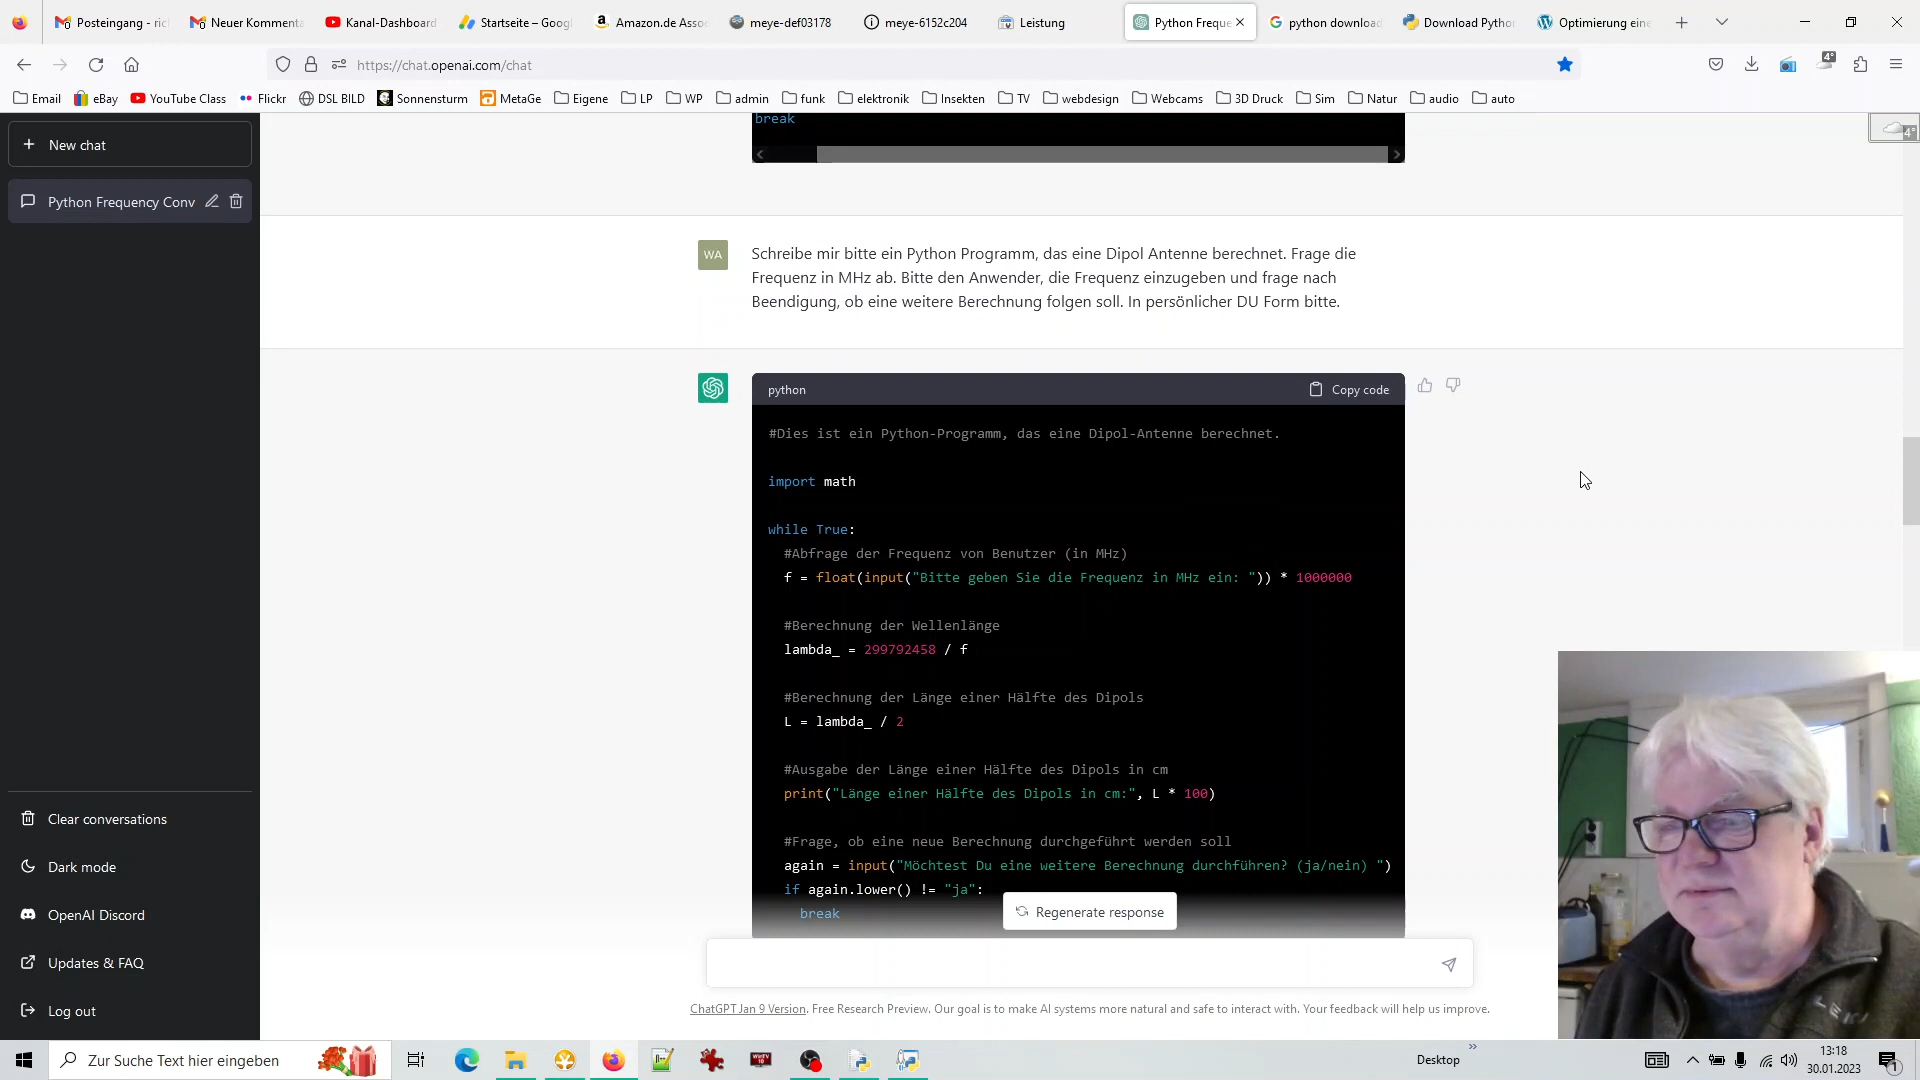 Posteingang - ric
Neuer Kommenta
Kanal-Dashboard
Startseite – Googl
Amazon.de Asso
meye-def03178
meye-6152c204
Leistung
Python Freque
python download
Download Pytho
Optimierung eine
https://chat.openai.com/chat
4°
Email
eBay
YouTube Class
Flickr
DSL BILD
Sonnensturm
MetaGe
Eigene
LP
WP
admin
funk
elektronik
Insekten
TV
webdesign
Webcams
3D Druck
Sim
Natur
audio
auto
4°
New chat
Python Frequency Conv
break
WA
Schreibe mir bitte ein Python Programm, das eine Dipol Antenne berechnet. Frage die
Frequenz in MHz ab. Bitte den Anwender, die Frequenz einzugeben und frage nach
Beendigung, ob eine weitere Berechnung folgen soll. In persönlicher DU Form bitte.
python
Copy code
#Dies ist ein Python-Programm, das eine Dipol-Antenne berechnet.
import math
while True:
#Abfrage der Frequenz von Benutzer (in MHz)
f = float(input("Bitte geben Sie die Frequenz in MHz ein: ")) * 1000000
#Berechnung der Wellenlänge
lambda_ = 299792458 / f
#Berechnung der Länge einer Hälfte des Dipols
L = lambda_ / 2
#Ausgabe der Länge einer Hälfte des Dipols in cm
print("Länge einer Hälfte des Dipols in cm:", L * 100)
#Frage, ob eine neue Berechnung durchgeführt werden soll
again = input("Möchtest Du eine weitere Berechnung durchführen? (ja/nein) ")
if again.lower() != "ja":
break
Regenerate response
Clear conversations
Dark mode
OpenAI Discord
Updates & FAQ
Log out
ChatGPT Jan 9 Version. Free Research Preview. Our goal is to make AI systems more natural and safe to interact with. Your feedback will help us improve.
Zur Suche Text hier eingeben
Desktop
13:18
30.01.2023
1